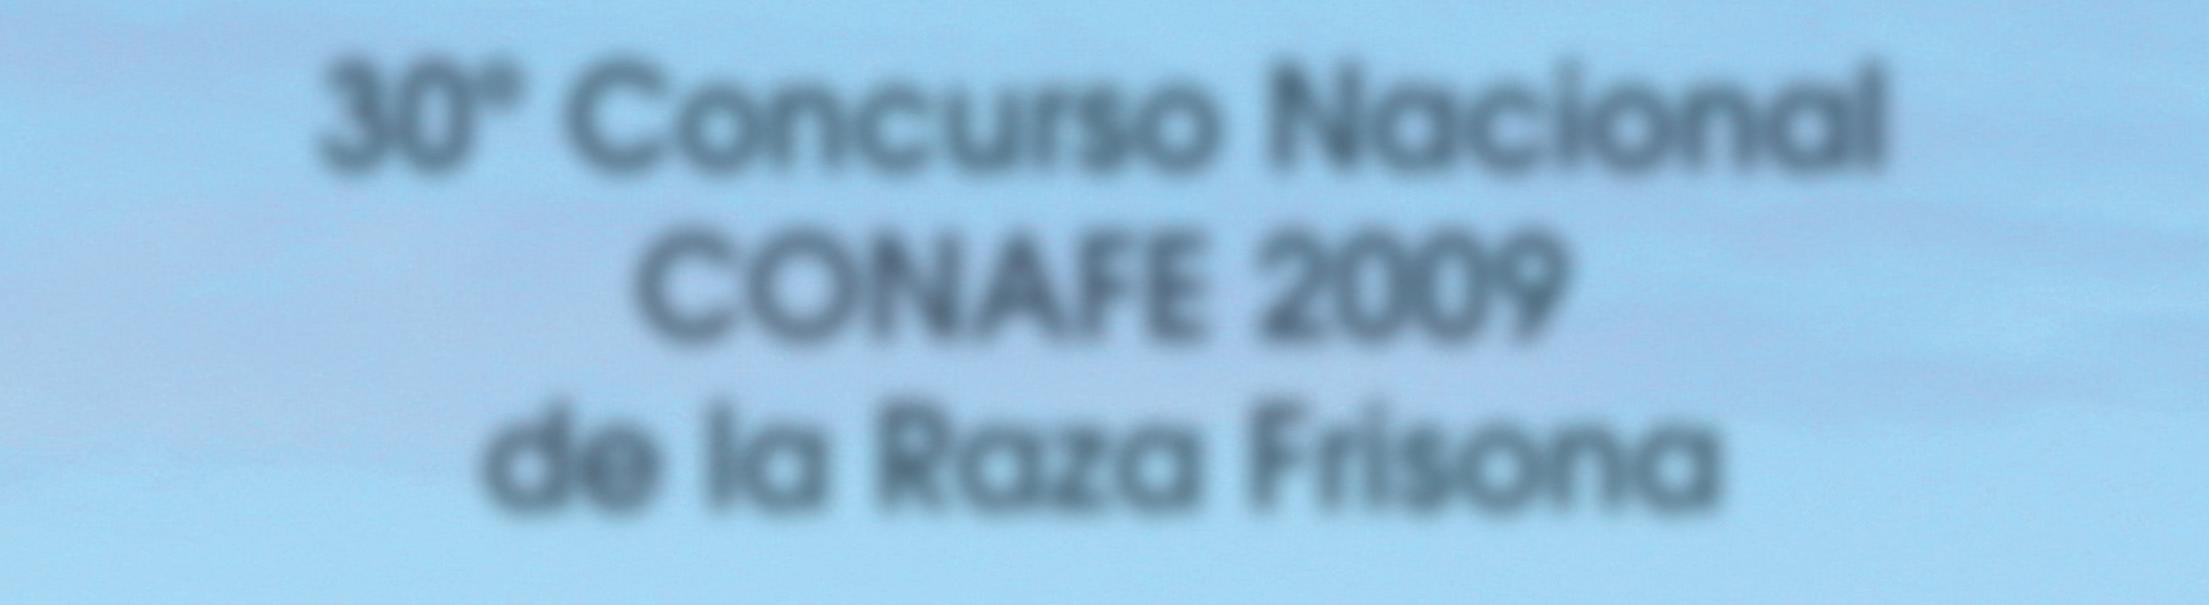 30º Concurso Nacional
CONAFE 2009
de la Raza Frisona